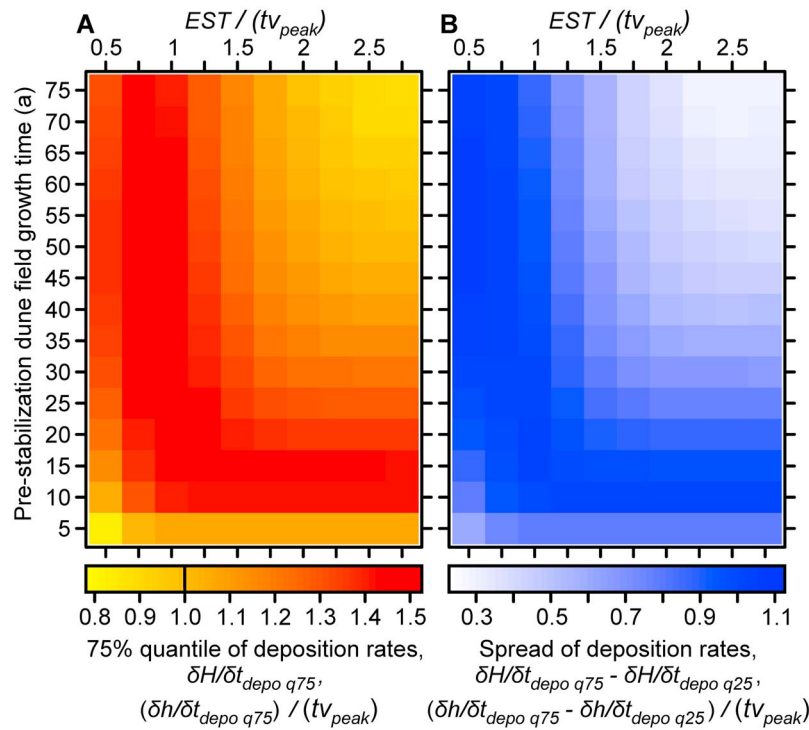 A EST / (tv_peak) B EST / (tv_peak)
0.5 1 1.5 2 2.5 0.5 1 1.5 2 2.5
Pre-stabilization dune field growth time (a)
75
70
65
60
55
50
45
40
35
30
25
20
15
10
5
0.8 0.9 1.0 1.1 1.2 1.3 1.4 1.5 0.3 0.5 0.7 0.9 1.1
75% quantile of deposition rates,
δH/δt_depo q75,
(δh/δt_depo q75) / (tv_peak)
Spread of deposition rates,
δH/δt_depo q75 - δH/δt_depo q25,
(δh/δt_depo q75 - δh/δt_depo q25) / (tv_peak)